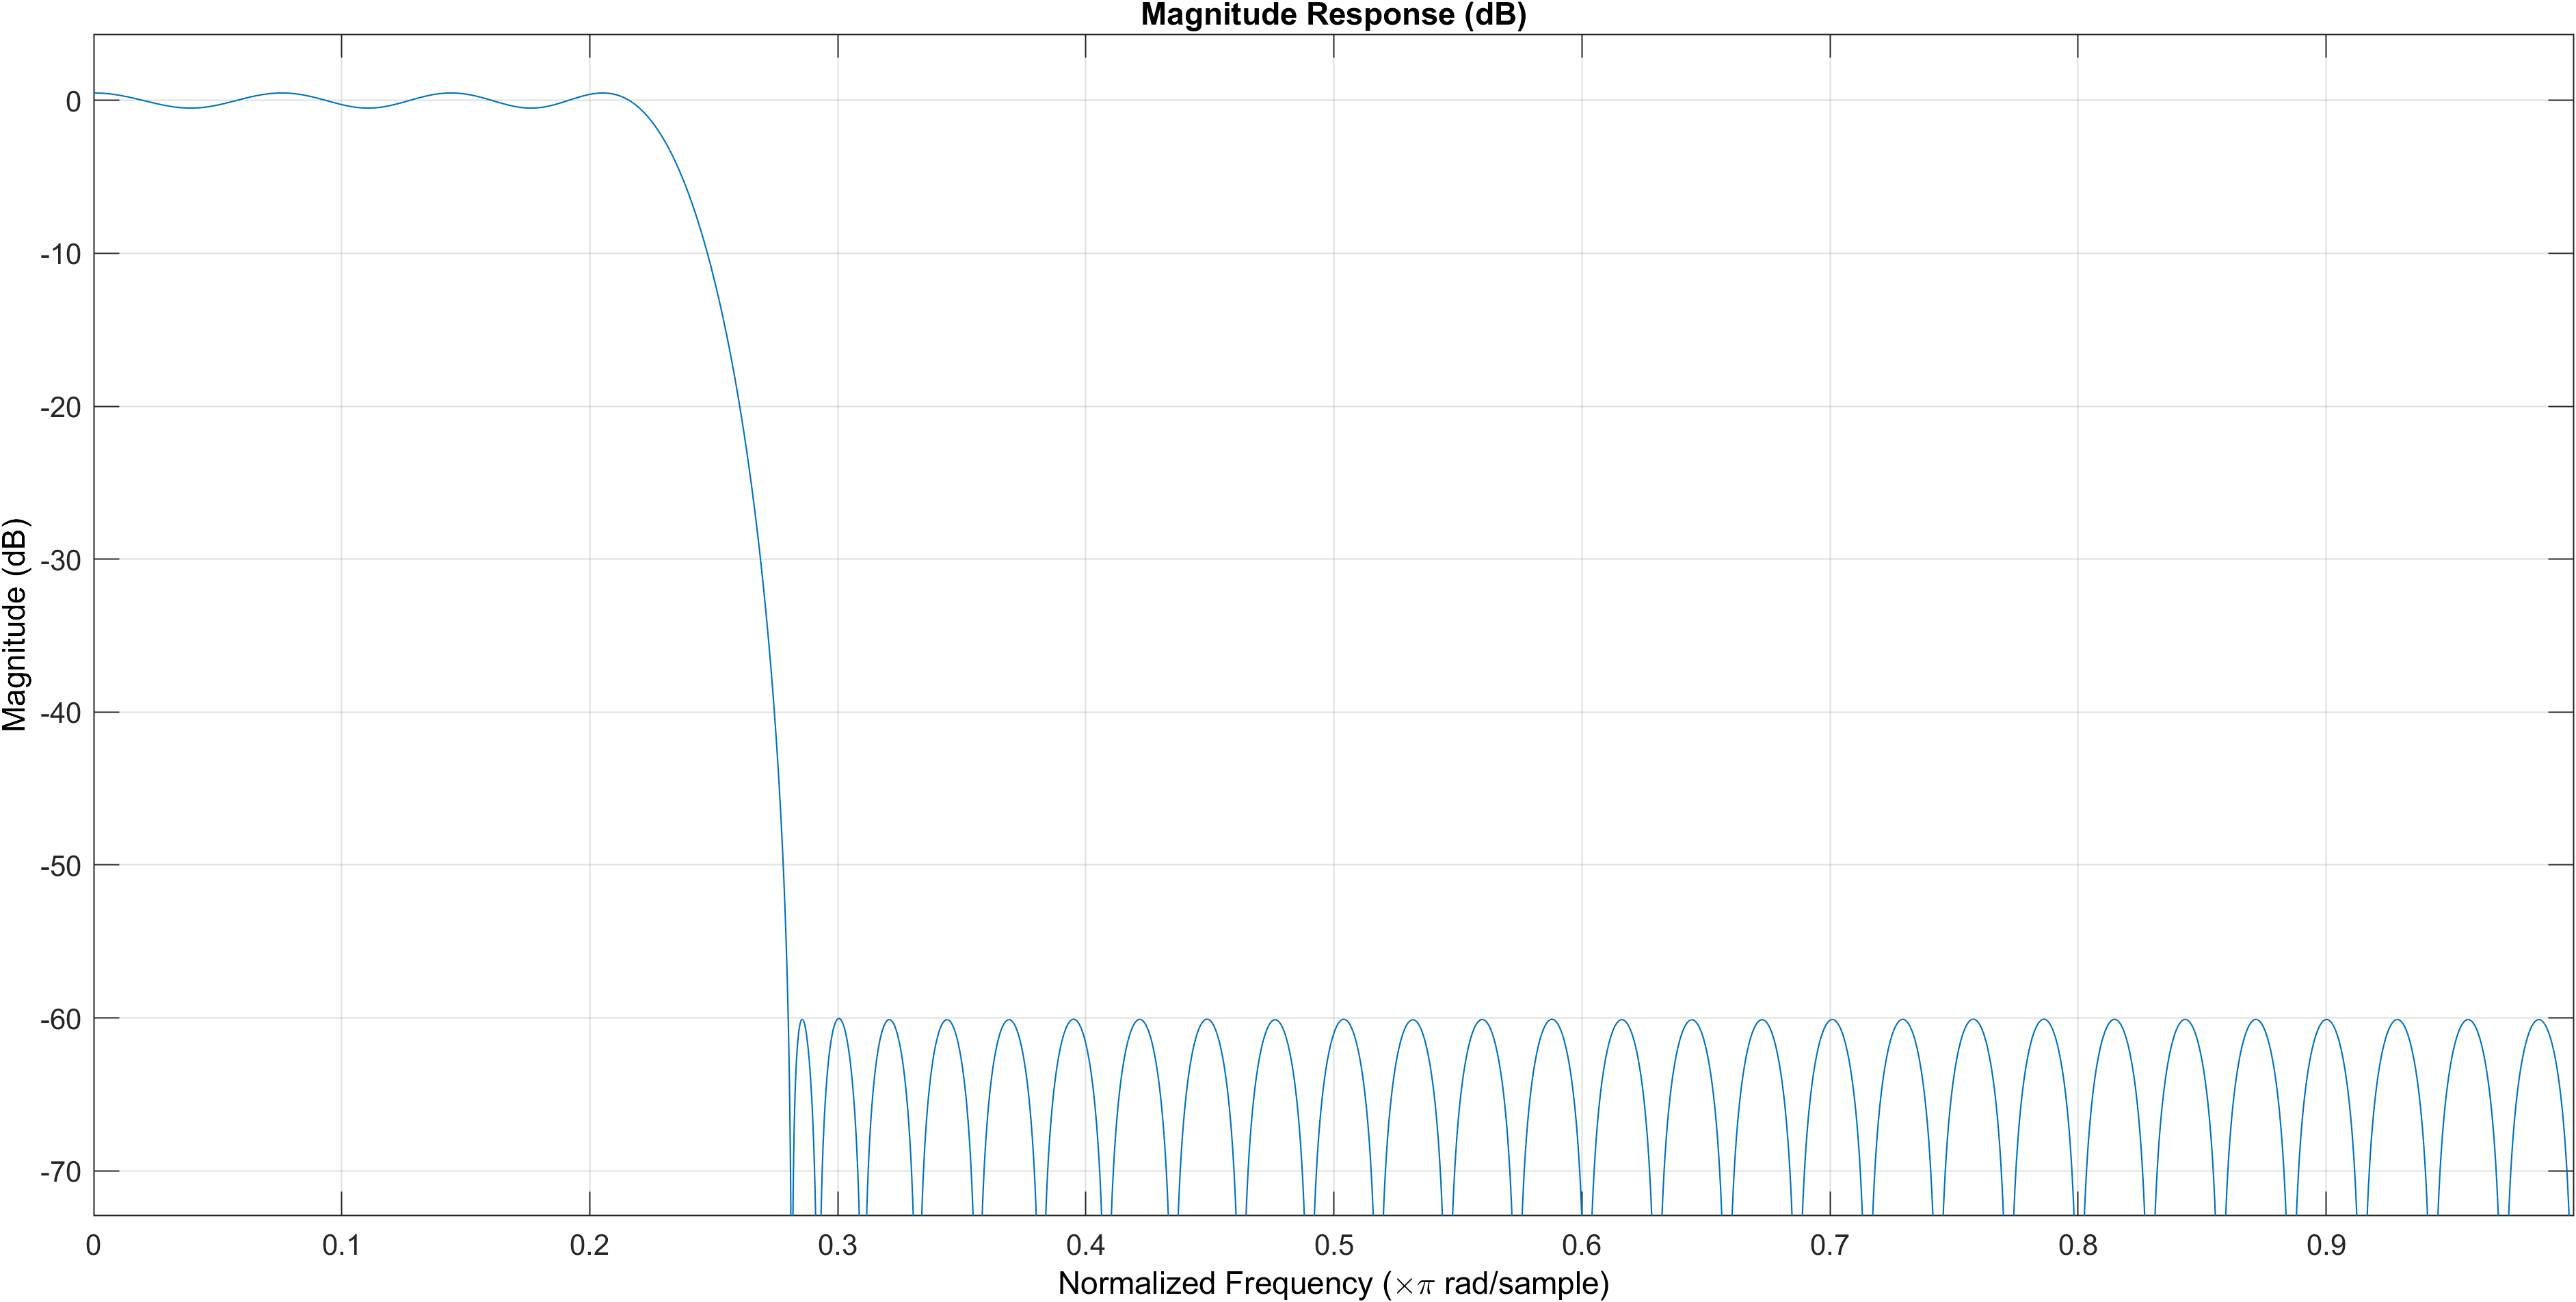 Magnitude Response (dB)
0
-10
-20
-30
-40
-50
-60
-70
Magnitude (dB)
0 0.1 0.2 0.3 0.4 0.5 0.6 0.7 0.8 0.9
Normalized Frequency (×π rad/sample)